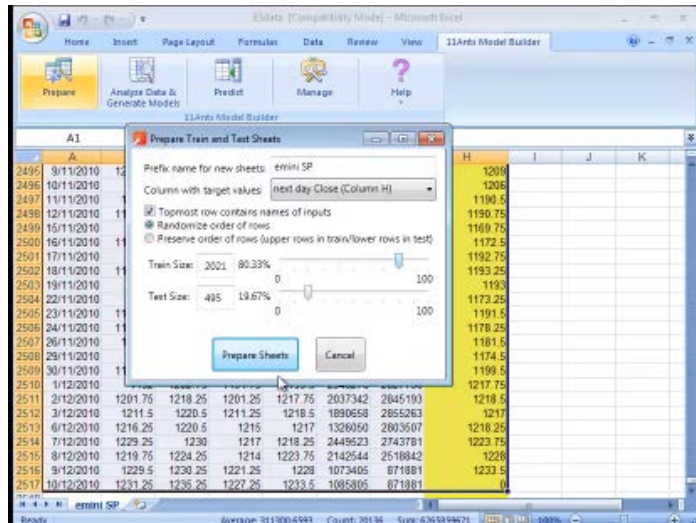 ESdata [Compatibility Mode] - Microsoft Excel
Home Insert Page Layout Formulas Data Review View 11Ants Model Builder
Prepare Analyze Data & Generate Models Predict Manage Help
11Ants Model Builder
A1
Prepare Train and Test Sheets
Prefix name for new sheets: emini SP
Column with target values: next day Close (Column H)
Topmost row contains names of inputs
Randomize order of rows
Preserve order of rows (upper rows in train/lower rows in test)
Train Size: 2021 80.33%
0 100
Test Size: 495 19.67%
0 100
Prepare Sheets Cancel
A H I J K
2495 9/11/2010 1209
2496 10/11/2010 1206
2497 11/11/2010 1190.5
2498 12/11/2010 1190.75
2499 15/11/2010 1169.75
2500 16/11/2010 1172.5
2501 17/11/2010 1192.75
2502 18/11/2010 1193.25
2503 19/11/2010 1193
2504 22/11/2010 1173.25
2505 23/11/2010 1191.5
2506 24/11/2010 1178.25
2507 26/11/2010 1181.5
2508 29/11/2010 1174.5
2509 30/11/2010 1199.5
2510 1/12/2010 1217.75
2511 2/12/2010 1201.75 1218.25 1201.25 1217.75 2037342 2845193 1218.5
2512 3/12/2010 1211.5 1220.5 1211.25 1218.5 1890658 2855263 1217
2513 6/12/2010 1216.25 1220.5 1215 1217 1326050 2803507 1218.25
2514 7/12/2010 1229.25 1230 1217 1218.25 2449523 2743781 1223.75
2515 8/12/2010 1219.75 1224.25 1214 1223.75 2142544 2518842 1228
2516 9/12/2010 1229.5 1230.25 1221.25 1228 1073405 871881 1233.5
2517 10/12/2010 1231.25 1235.25 1227.25 1233.5 1085805 871881 0
emini SP
Ready Average: 311300.6593 Count: 20136 Sum: 6265359671 100%